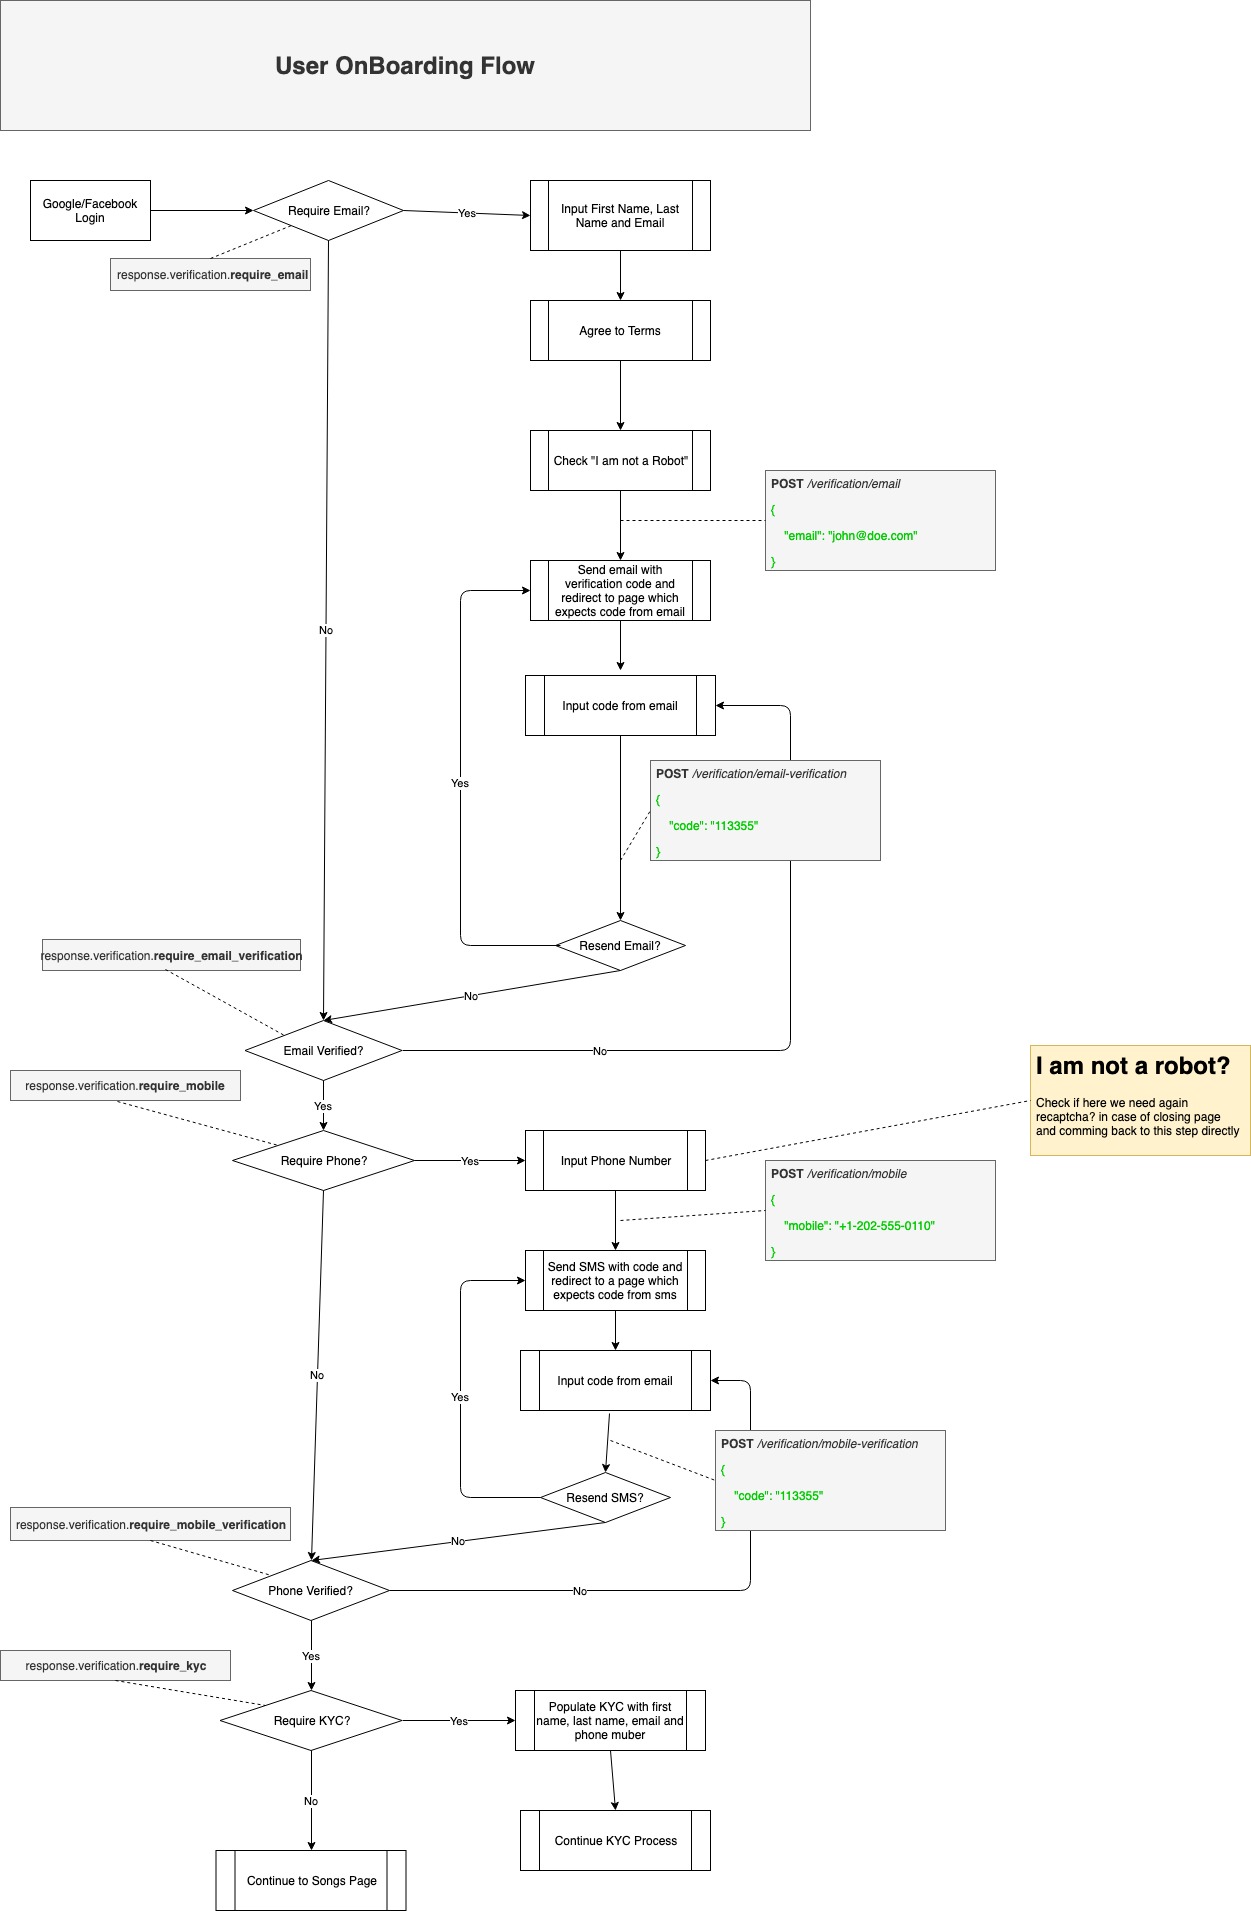 User OnBoarding Flow
Google/Facebook
Login
Require Email?
Yes
Input First Name, Last
Name and Email
response.verification.require_email
Agree to Terms
Check "I am not a Robot"
POST /verification/email
{
"email": "john@doe.com"
}
Send email with
verification code and
redirect to page which
expects code from email
No
Input code from email
Yes
POST /verification/email-verification
{
"code": "113355"
}
Resend Email?
response.verification.require_email_verification
No
Email Verified?
No
response.verification.require_mobile
Yes
I am not a robot?
Check if here we need again
recaptcha? in case of closing page
and comming back to this step directly
Require Phone?
Yes
Input Phone Number
POST /verification/mobile
{
"mobile": "+1-202-555-0110"
}
Send SMS with code and
redirect to a page which
expects code from sms
No
Input code from email
Yes
POST /verification/mobile-verification
{
"code": "113355"
}
Resend SMS?
response.verification.require_mobile_verification
No
Phone Verified?
No
Yes
response.verification.require_kyc
Require KYC?
Yes
Populate KYC with first
name, last name, email and
phone muber
No
Continue KYC Process
Continue to Songs Page